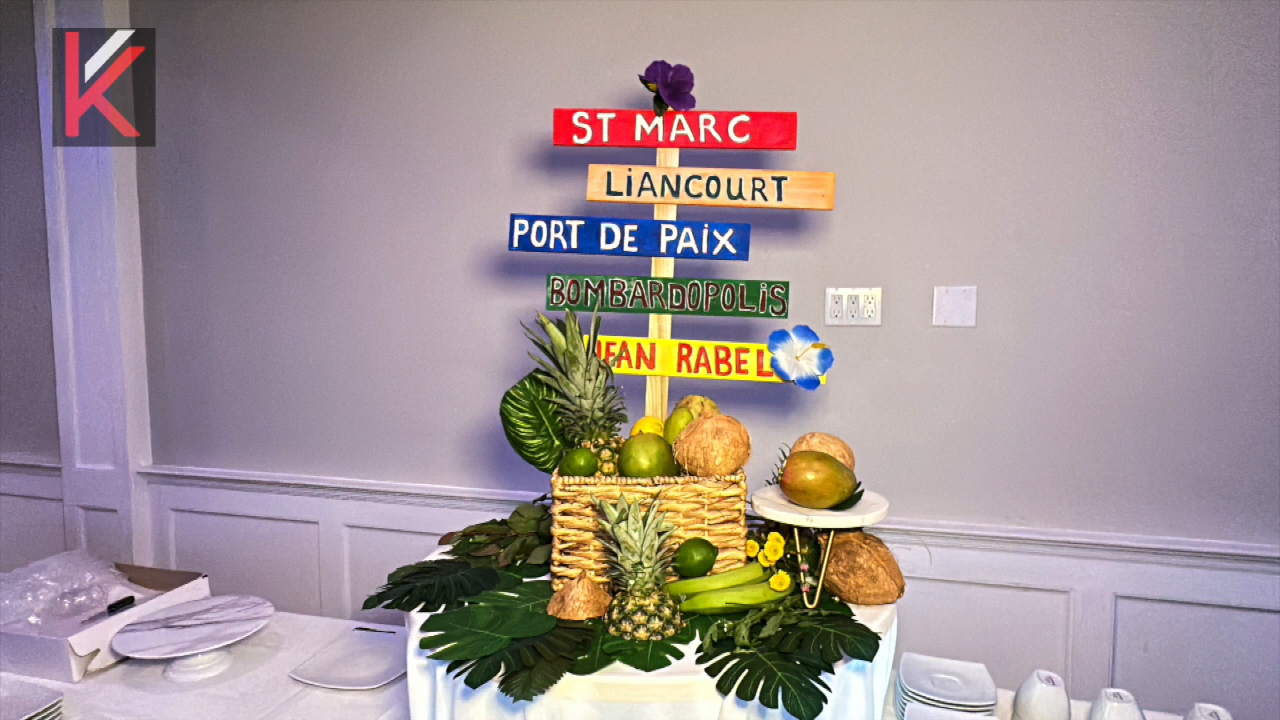 K
ST MARC
LiANCOURT
PORT DE PAiX
BOMBARDOPOLiS
JEAN RABEL